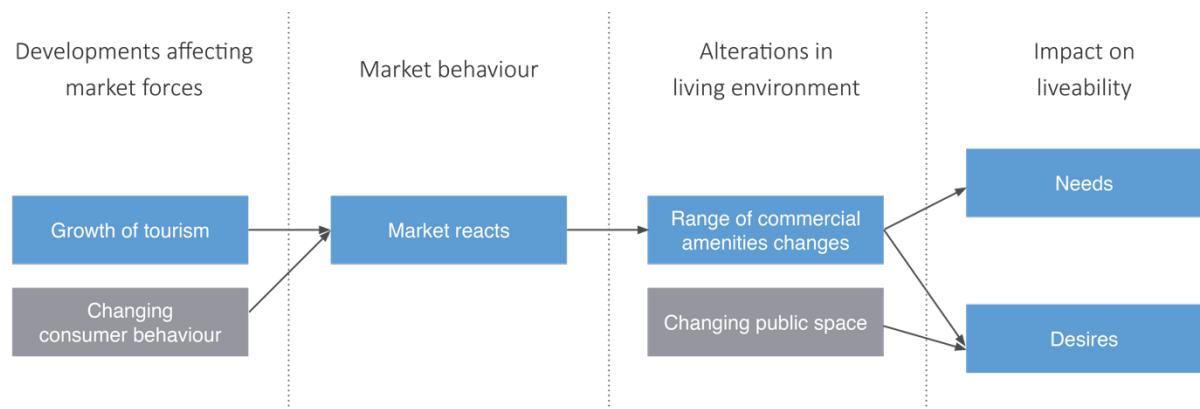 Developments affecting
market forces
Market behaviour
Alterations in
living environment
Impact on
liveability
Growth of tourism
Changing
consumer behaviour
Market reacts
Range of commercial
amenities changes
Changing public space
Needs
Desires